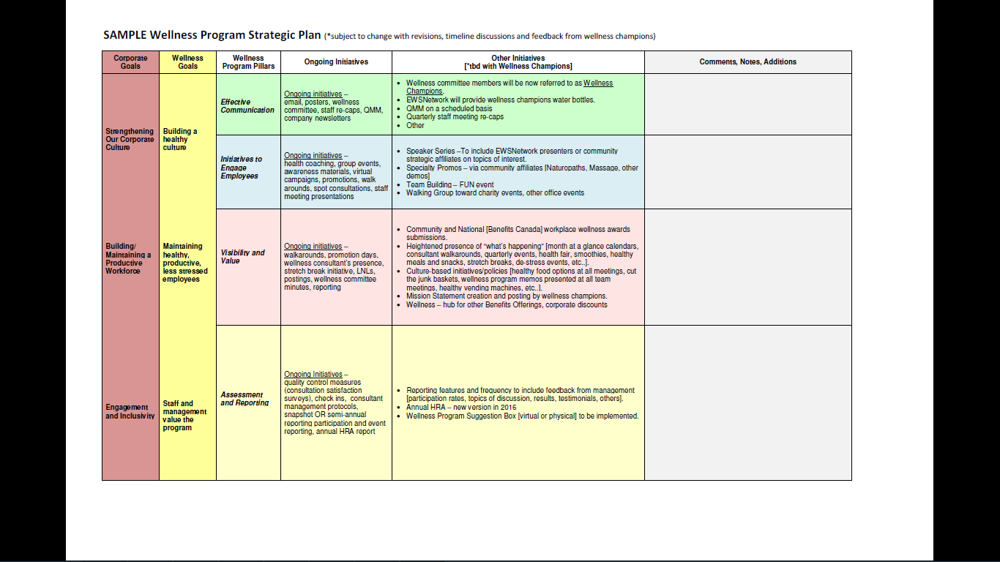 SAMPLE Wellness Program Strategic Plan (*subject to change with revisions, timeline discussions and feedback from wellness champions)
Corporate
Goals
Wellness
Goals
Wellness
Program Pillars
Ongoing Initiatives
Other Initiatives
[*tbd with Wellness Champions]
Comments, Notes, Additions
Strengthening
Our Corporate
Culture
Building a
healthy
culture
Effective
Communication
Ongoing initiatives –
email, posters, wellness
committee, staff re-caps, QMM,
company newsletters
• Wellness committee members will be now referred to as Wellness
Champions.
• EWSNetwork will provide wellness champions water bottles.
• QMM on a scheduled basis
• Quarterly staff meeting re-caps
• Other
Initiatives to
Engage
Employees
Ongoing initiatives –
health coaching, group events,
awareness materials, virtual
campaigns, promotions, walk
arounds, spot consultations, staff
meeting presentations
• Speaker Series –To include EWSNetwork presenters or community
strategic affiliates on topics of interest.
• Specialty Promos – via community affiliates [Naturopaths, Massage, other
demos]
• Team Building – FUN event
• Walking Group toward charity events, other office events
Building/
Maintaining a
Productive
Workforce
Maintaining
healthy,
productive,
less stressed
employees
Visibility and
Value
Ongoing initiatives –
walkarounds, promotion days,
wellness consultant's presence,
stretch break initiative, LNLs,
postings, wellness committee
minutes, reporting
• Community and National [Benefits Canada] workplace wellness awards
submissions.
• Heightened presence of “what’s happening” [month at a glance calendars,
consultant walkarounds, quarterly events, health fair, smoothies, healthy
meals and snacks, stretch breaks, de-stress events, etc..].
• Culture-based initiatives/policies [healthy food options at all meetings, cut
the junk baskets, wellness program memos presented at all team
meetings, healthy vending machines, etc..].
• Mission Statement creation and posting by wellness champions.
• Wellness – hub for other Benefits Offerings, corporate discounts
Engagement
and Inclusivity
Staff and
management
value the
program
Assessment
and Reporting
Ongoing Initiatives –
quality control measures
(consultation satisfaction
surveys), check ins, consultant
management protocols,
snapshot OR semi-annual
reporting participation and event
reporting, annual HRA report
• Reporting features and frequency to include feedback from management
[participation rates, topics of discussion, results, testimonials, others].
• Annual HRA – new version in 2016
• Wellness Program Suggestion Box [virtual or physical] to be implemented.